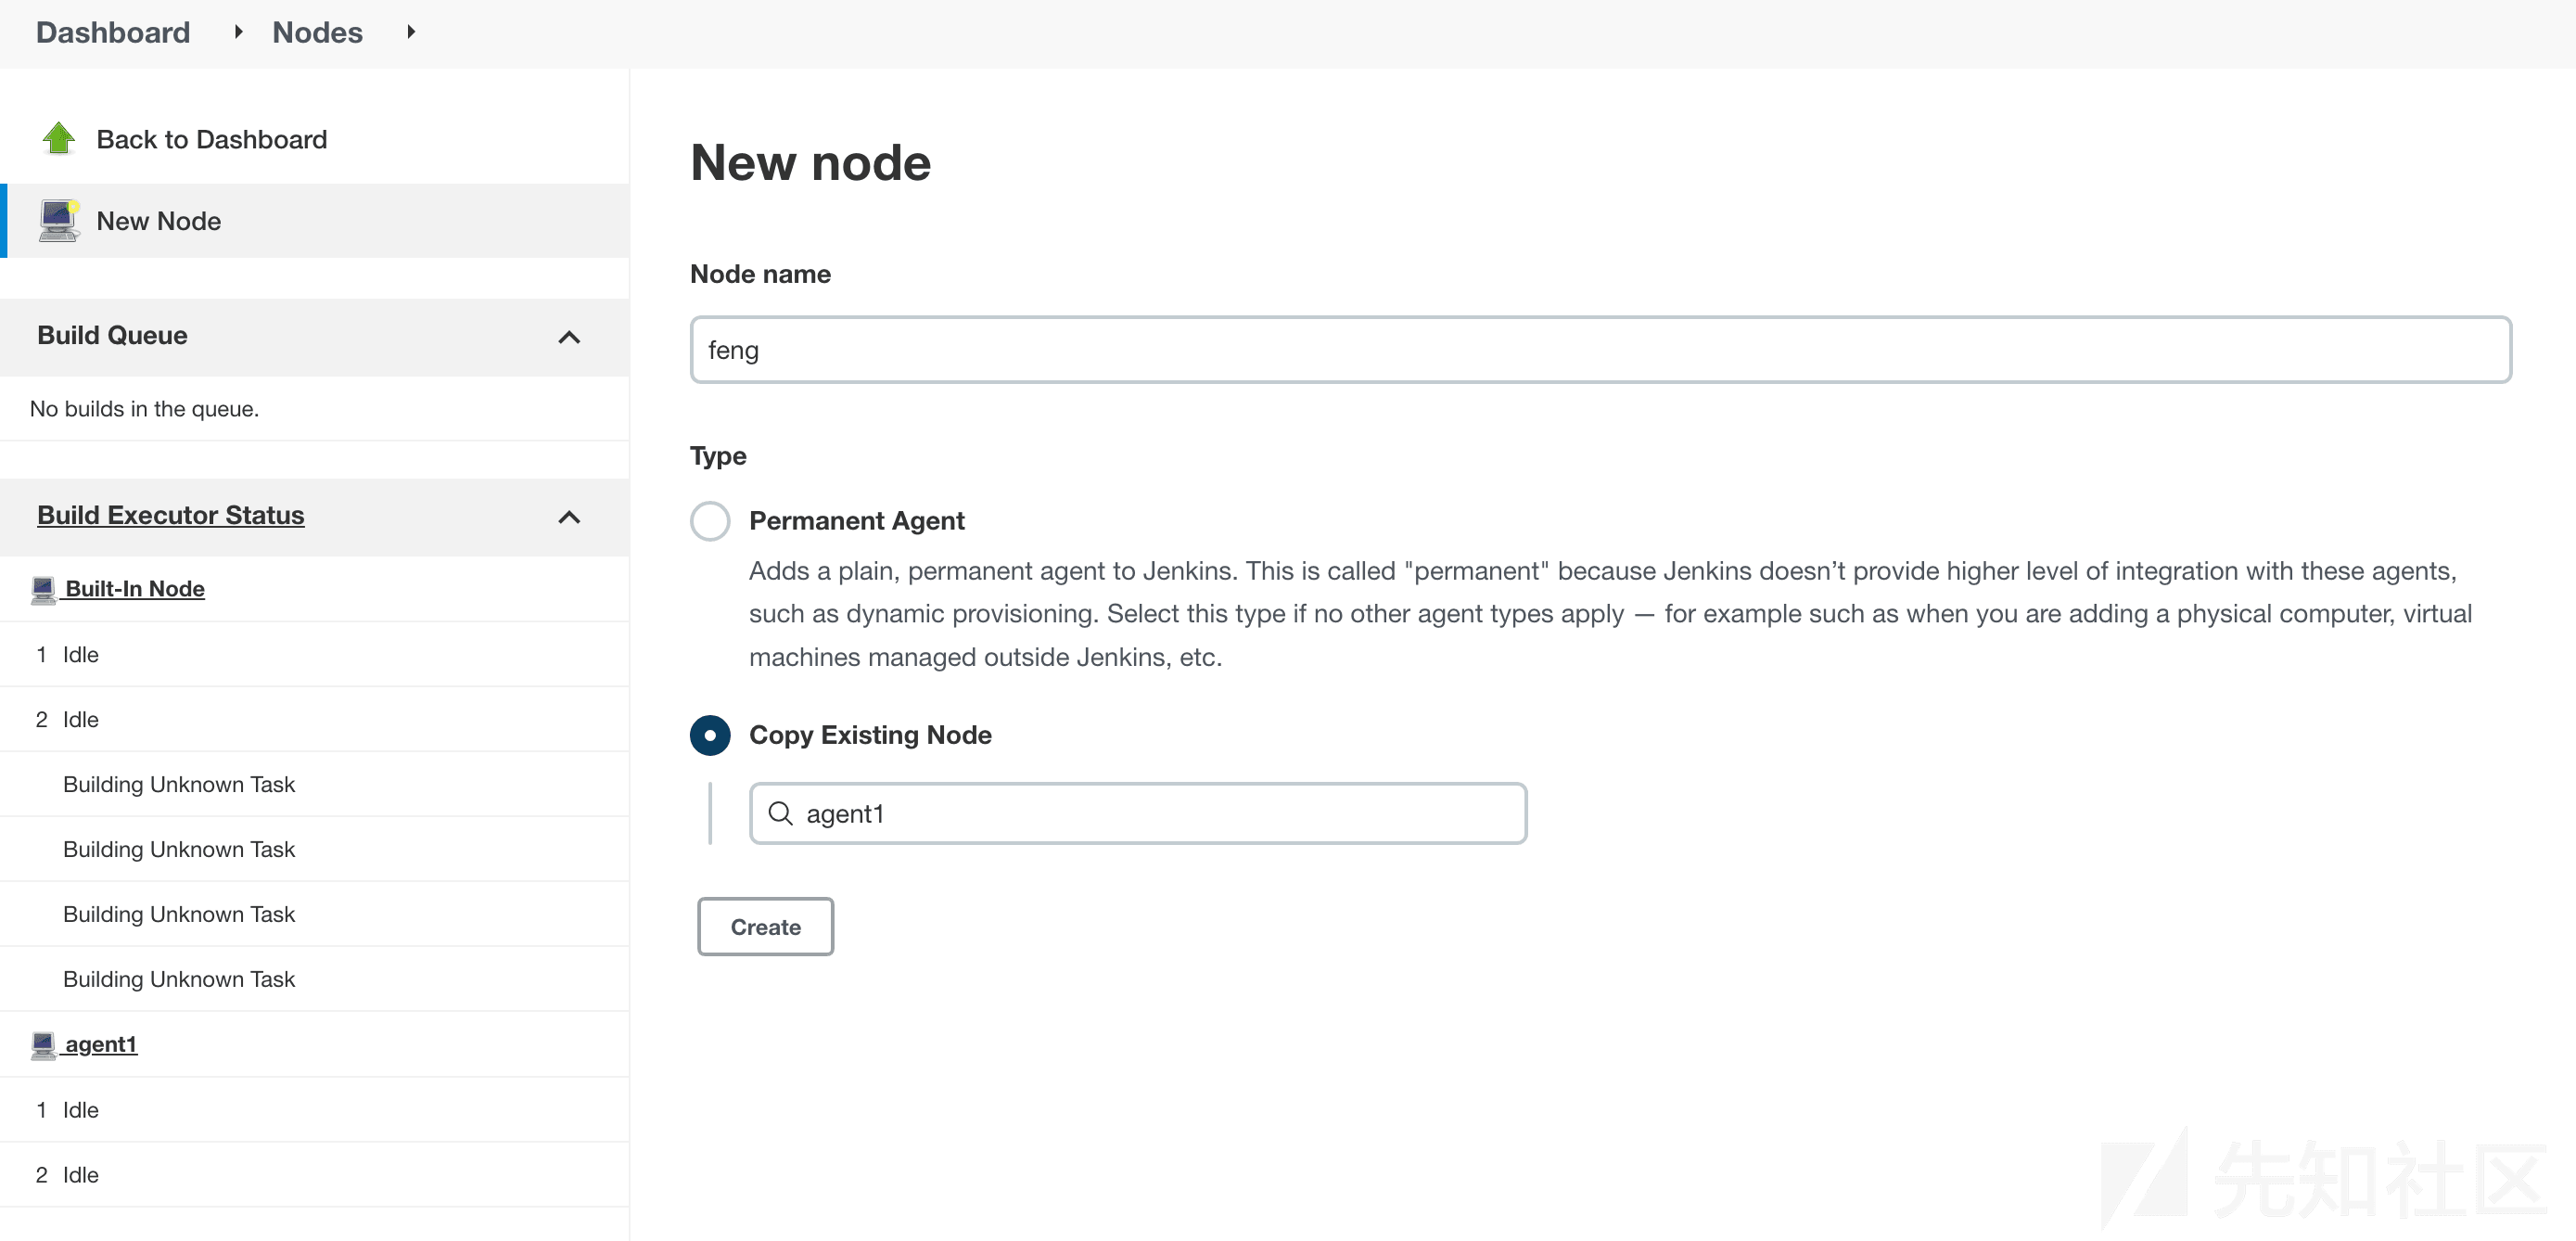 Dashboard Nodes
Back to Dashboard
New Node
Build Queue
No builds in the queue.
Build Executor Status
Built-In Node
1 Idle
2 Idle
Building Unknown Task
Building Unknown Task
Building Unknown Task
Building Unknown Task
agent1
1 Idle
2 Idle
New node
Node name
feng
Type
Permanent Agent
Adds a plain, permanent agent to Jenkins. This is called "permanent" because Jenkins doesn’t provide higher level of integration with these agents,
such as dynamic provisioning. Select this type if no other agent types apply — for example such as when you are adding a physical computer, virtual
machines managed outside Jenkins, etc.
Copy Existing Node
agent1
Create
先知社区